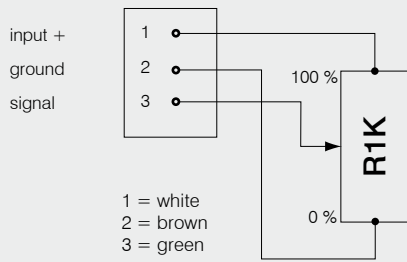 input + 1
ground 2
signal 3
100 %
R1K
0 %
1 = white
2 = brown
3 = green